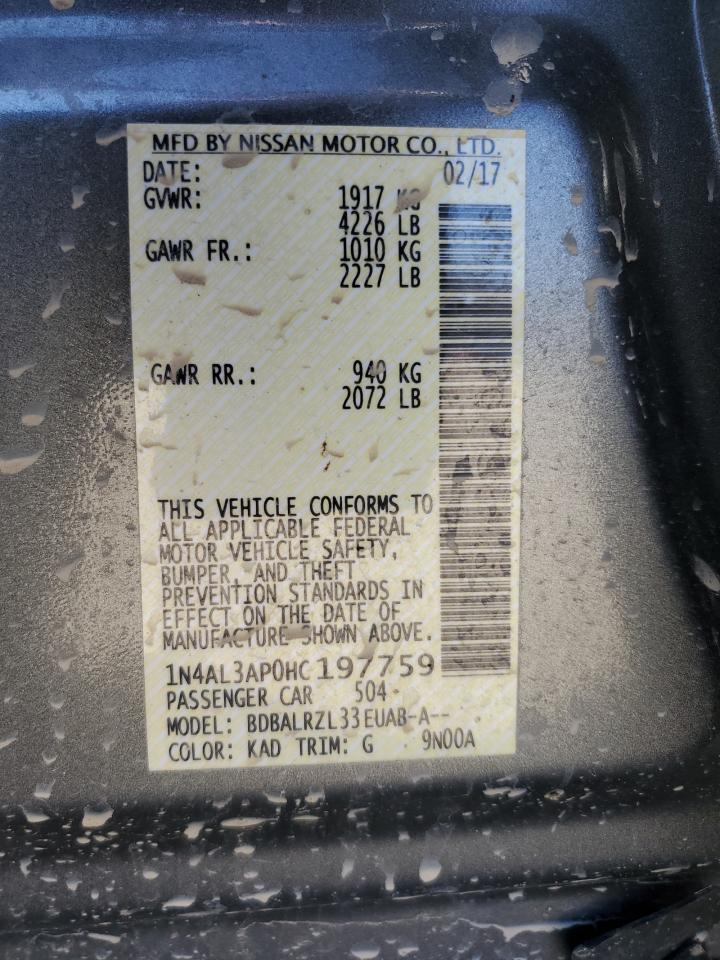 MFD BY NISSAN MOTOR CO., LTD.
DATE: 02/17
GVWR: 1917 KG
4226 LB
GAWR FR.: 1010 KG
2227 LB
GAWR RR.: 940 KG
2072 LB
THIS VEHICLE CONFORMS TO
ALL APPLICABLE FEDERAL
MOTOR VEHICLE SAFETY,
BUMPER, AND THEFT
PREVENTION STANDARDS IN
EFFECT ON THE DATE OF
MANUFACTURE SHOWN ABOVE.
1N4AL3AP0HC197759
PASSENGER CAR 504-
MODEL: BDBALRZL33EUAB-A--
COLOR: KAD TRIM: G 9N00A